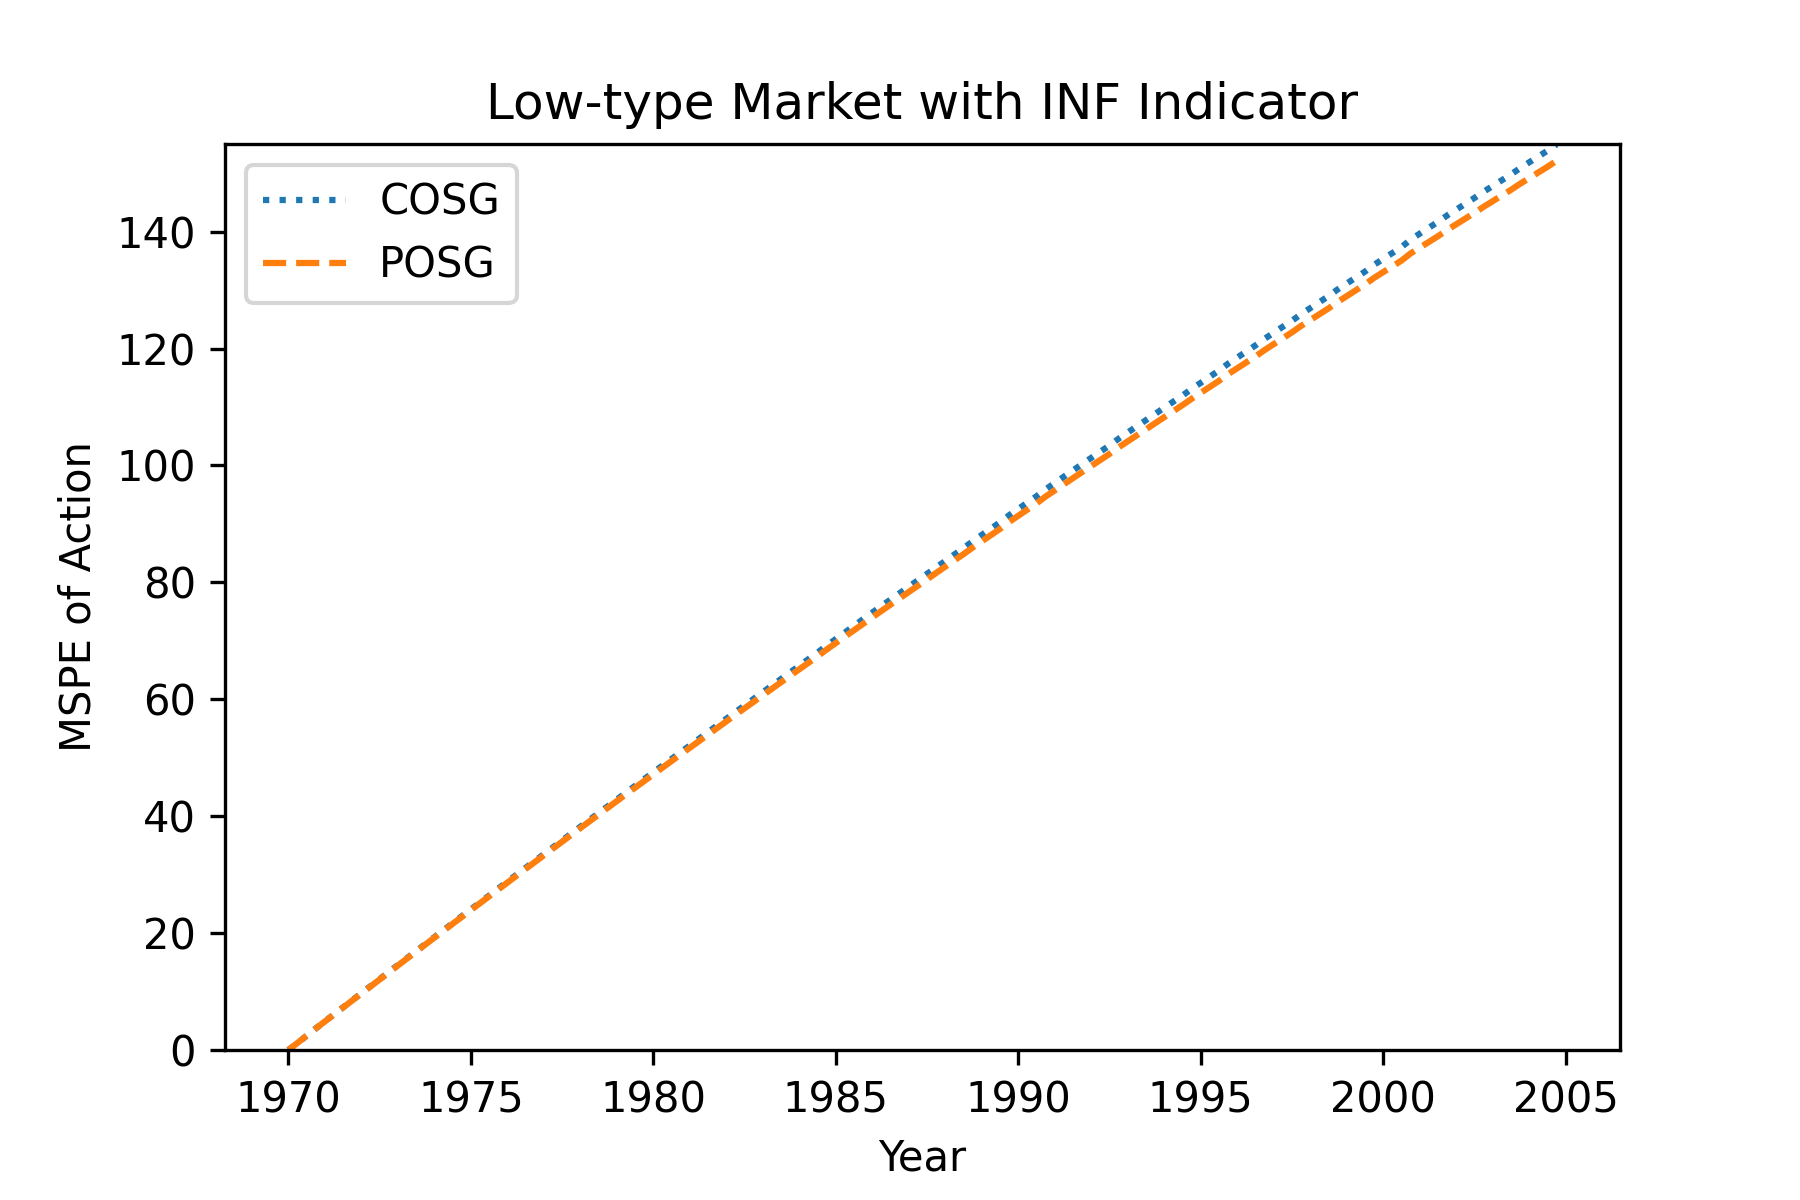 Low-type Market with INF Indicator
COSG
POSG
140
120
100
80
60
40
20
0
MSPE of Action
1970 1975 1980 1985 1990 1995 2000 2005
Year